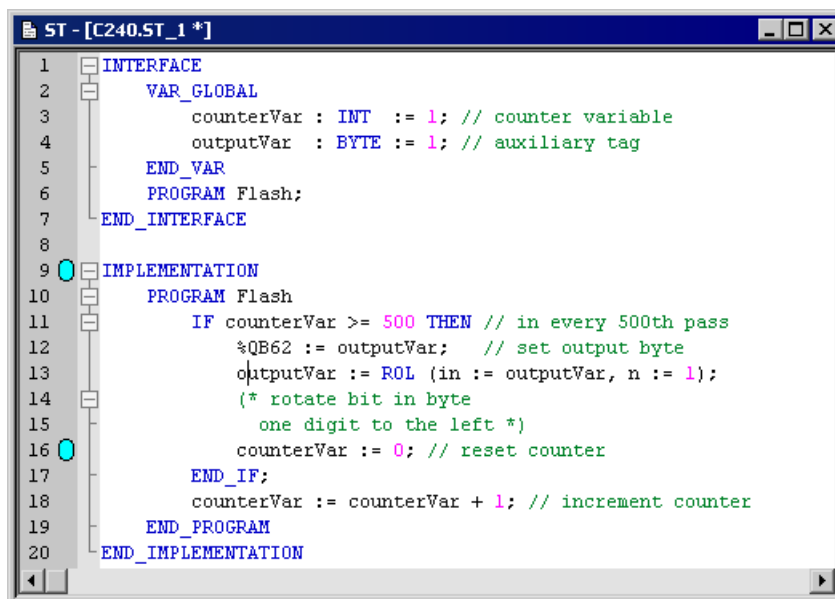 ST - [C240.ST_1 *]
1 INTERFACE
2 VAR_GLOBAL
3 counterVar : INT := 1; // counter variable
4 outputVar : BYTE := 1; // auxiliary tag
5 END_VAR
6 PROGRAM Flash;
7 END_INTERFACE
8
9 IMPLEMENTATION
10 PROGRAM Flash
11 IF counterVar >= 500 THEN // in every 500th pass
12 %QB62 := outputVar; // set output byte
13 outputVar := ROL (in := outputVar, n := 1);
14 (* rotate bit in byte
15 one digit to the left *)
16 counterVar := 0; // reset counter
17 END_IF;
18 counterVar := counterVar + 1; // increment counter
19 END_PROGRAM
20 END_IMPLEMENTATION